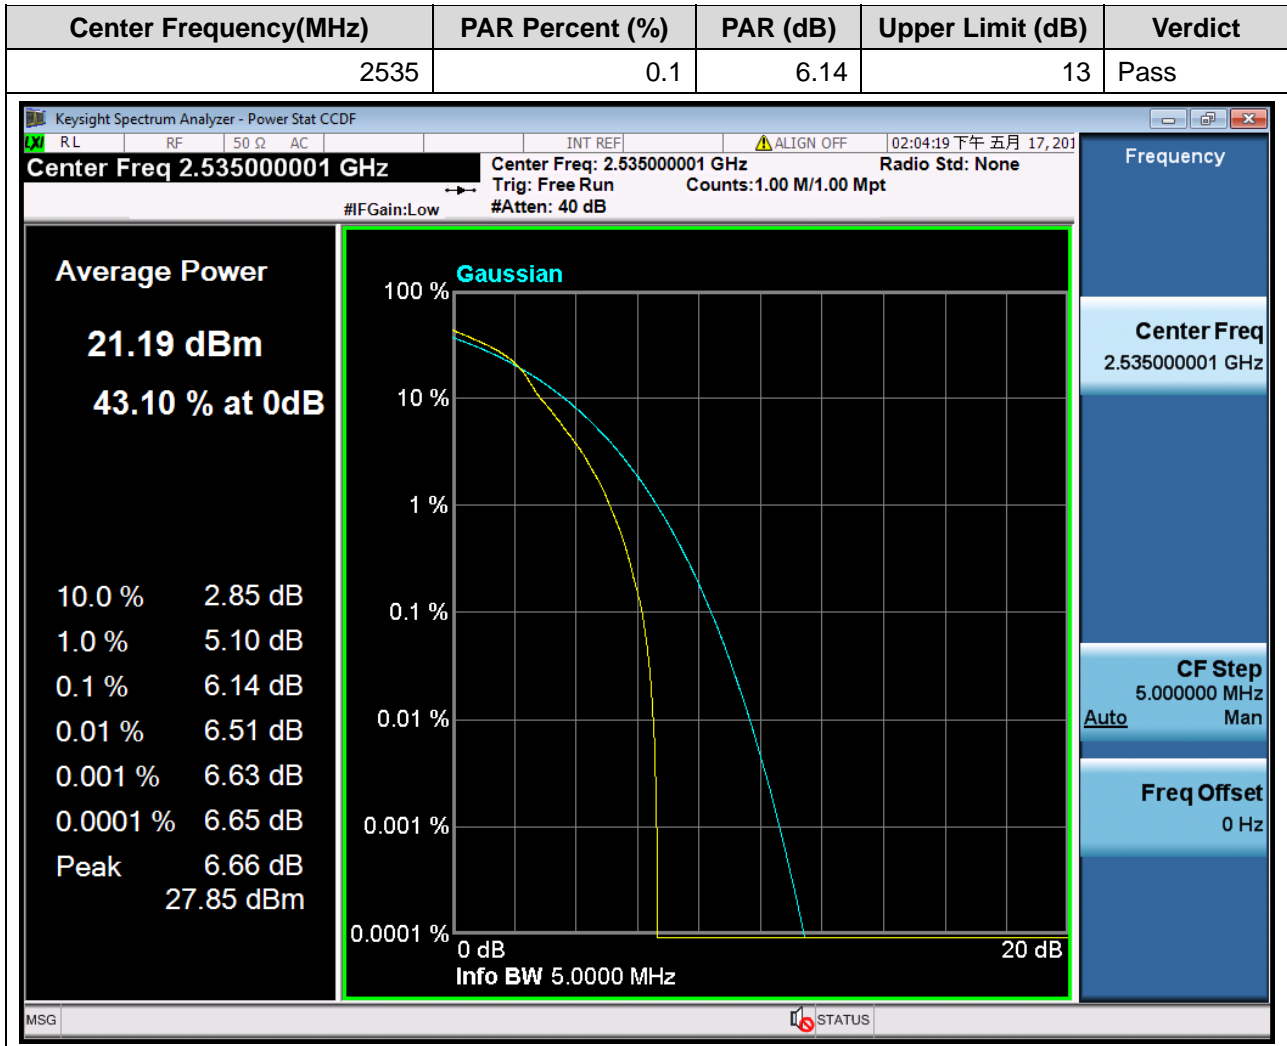 Center Frequency(MHz) PAR Percent (%) PAR (dB) Upper Limit (dB) Verdict
2535 0.1 6.14 13 Pass
Keysight Spectrum Analyzer - Power Stat CCDF
LXI RL RF 50 Ω AC INT REF ALIGN OFF 02:04:19 下午 五月 17, 201
Center Freq 2.535000001 GHz
#IFGain:Low
Center Freq: 2.535000001 GHz Radio Std: None
Trig: Free Run Counts:1.00 M/1.00 Mpt
#Atten: 40 dB
Average Power
21.19 dBm
43.10 % at 0dB
10.0 % 2.85 dB
1.0 % 5.10 dB
0.1 % 6.14 dB
0.01 % 6.51 dB
0.001 % 6.63 dB
0.0001 % 6.65 dB
Peak 6.66 dB
27.85 dBm
Gaussian
100 %
10 %
1 %
0.1 %
0.01 %
0.001 %
0.0001 %
0 dB 20 dB
Info BW 5.0000 MHz
Frequency
Center Freq
2.535000001 GHz
CF Step
5.000000 MHz
Auto Man
Freq Offset
0 Hz
MSG STATUS